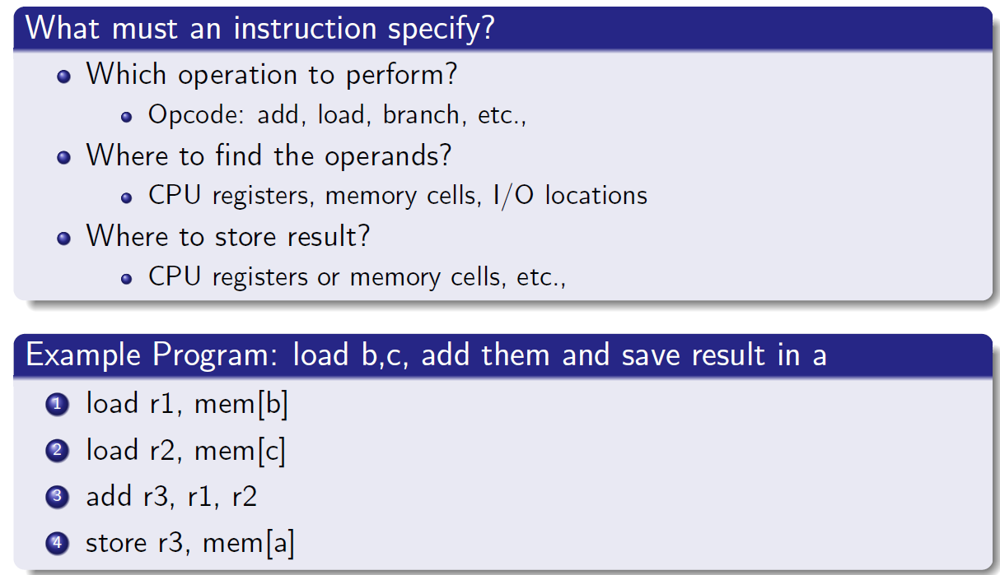 What must an instruction specify?
Which operation to perform?
Opcode: add, load, branch, etc.,
Where to find the operands?
CPU registers, memory cells, I/O locations
Where to store result?
CPU registers or memory cells, etc.,
Example Program: load b,c, add them and save result in a
1 load r1, mem[b]
2 load r2, mem[c]
3 add r3, r1, r2
4 store r3, mem[a]